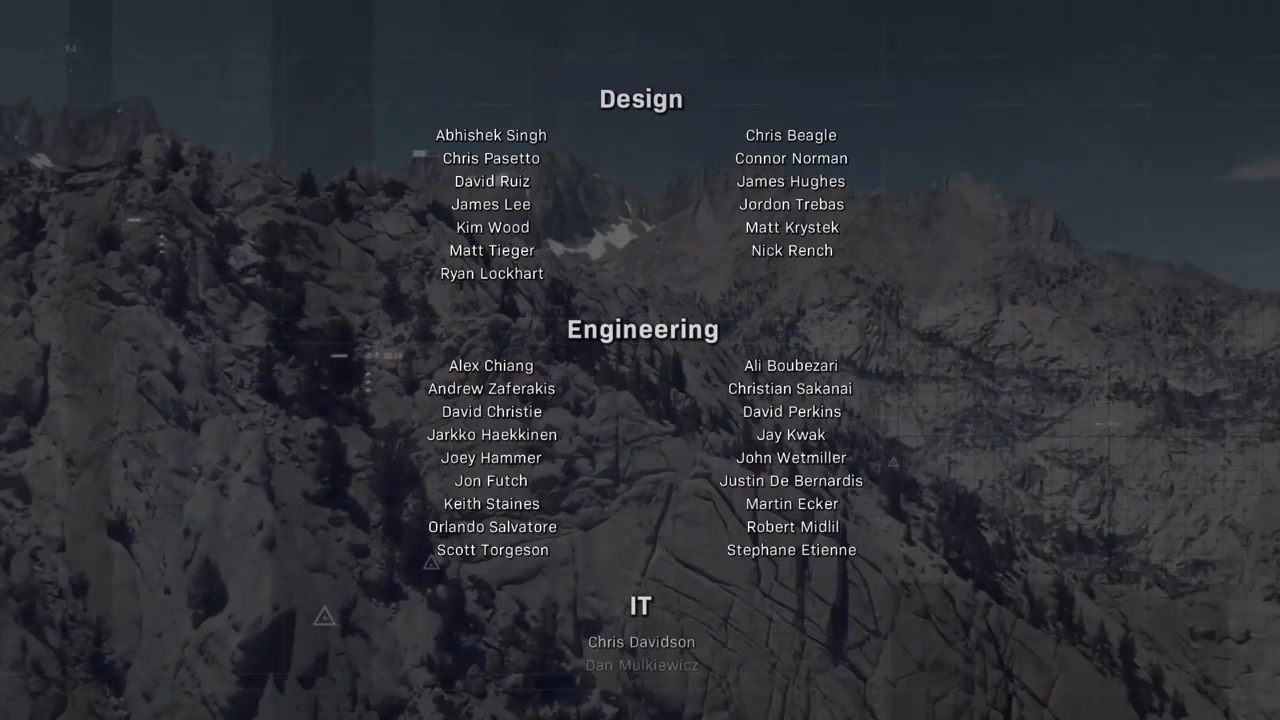 Design
Abhishek Singh
Chris Beagle
Chris Pasetto
Connor Norman
David Ruiz
James Hughes
James Lee
Jordon Trebas
Kim Wood
Matt Krystek
Matt Tieger
Nick Rench
Ryan Lockhart
Engineering
Alex Chiang
Ali Boubezari
Andrew Zaferakis
Christian Sakanai
David Christie
David Perkins
Jarkko Haekkinen
Jay Kwak
Joey Hammer
John Wetmiller
Jon Futch
Justin De Bernardis
Keith Staines
Martin Ecker
Orlando Salvatore
Robert Midlil
Scott Torgeson
Stephane Etienne
IT
Chris Davidson
Dan Mulkiewicz